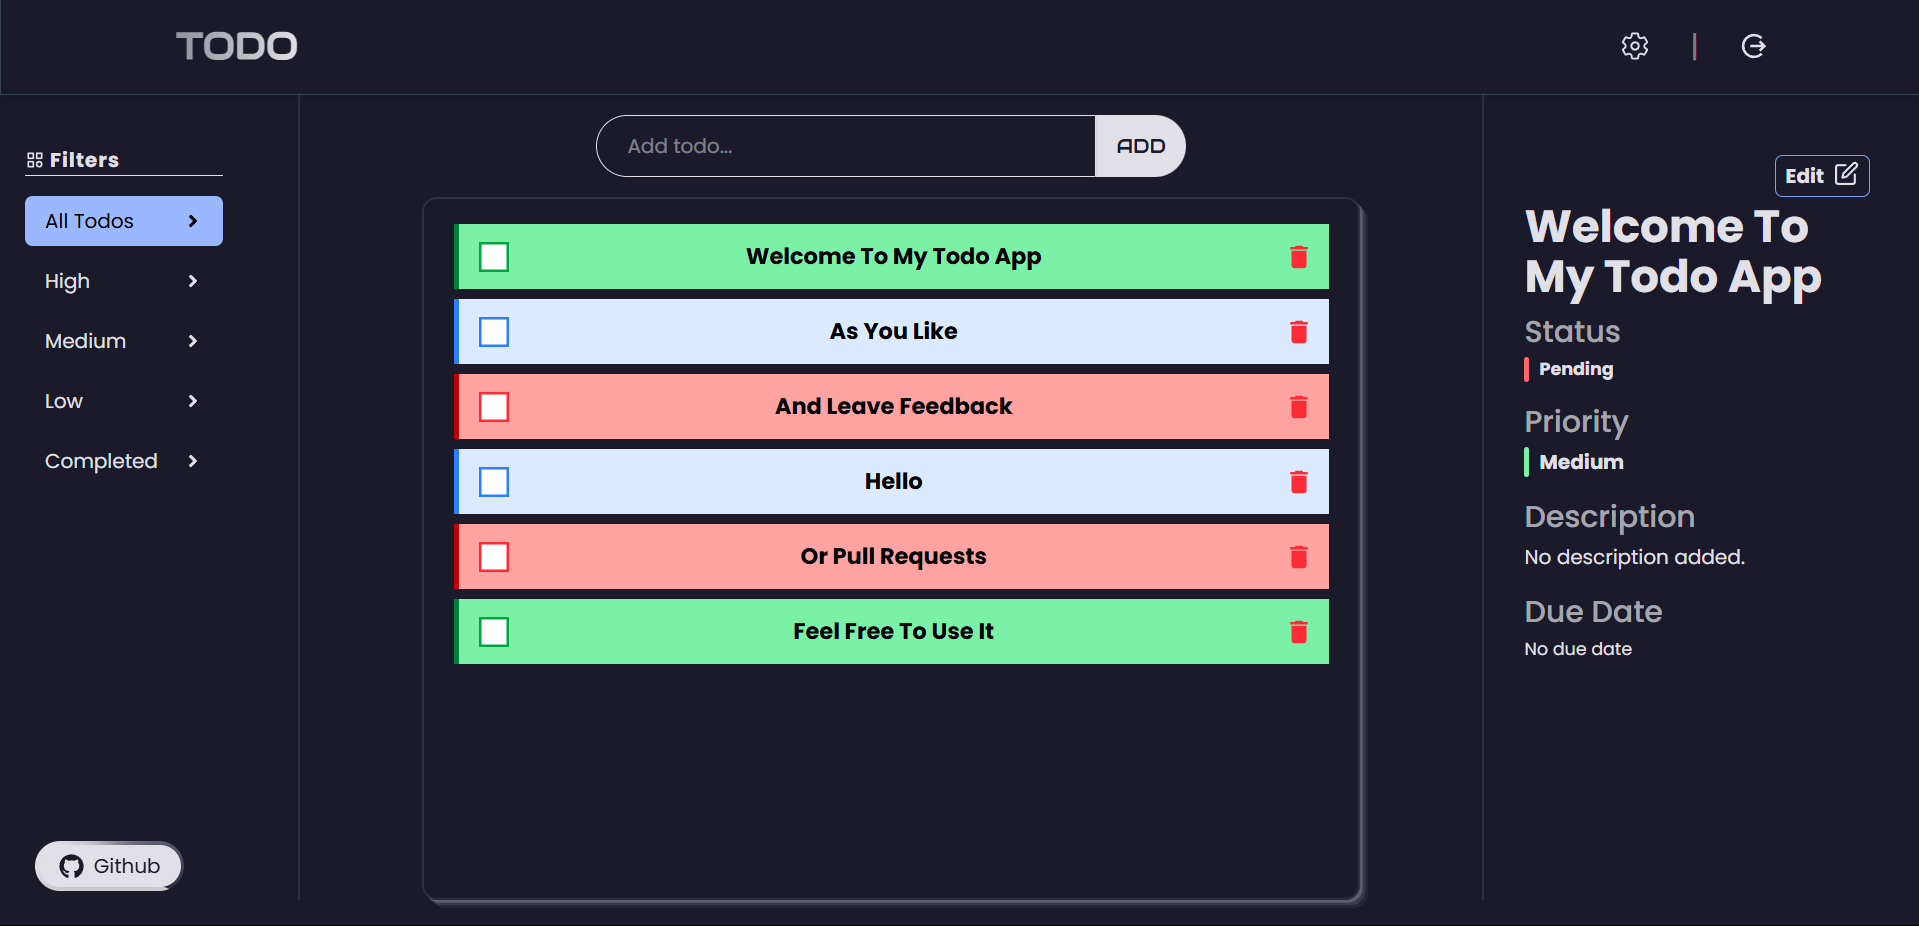 TODO
Filters
All Todos
High
Medium
Low
Completed
Github
Add todo...
ADD
Welcome To My Todo App
As You Like
And Leave Feedback
Hello
Or Pull Requests
Feel Free To Use It
Edit
Welcome To
My Todo App
Status
Pending
Priority
Medium
Description
No description added.
Due Date
No due date